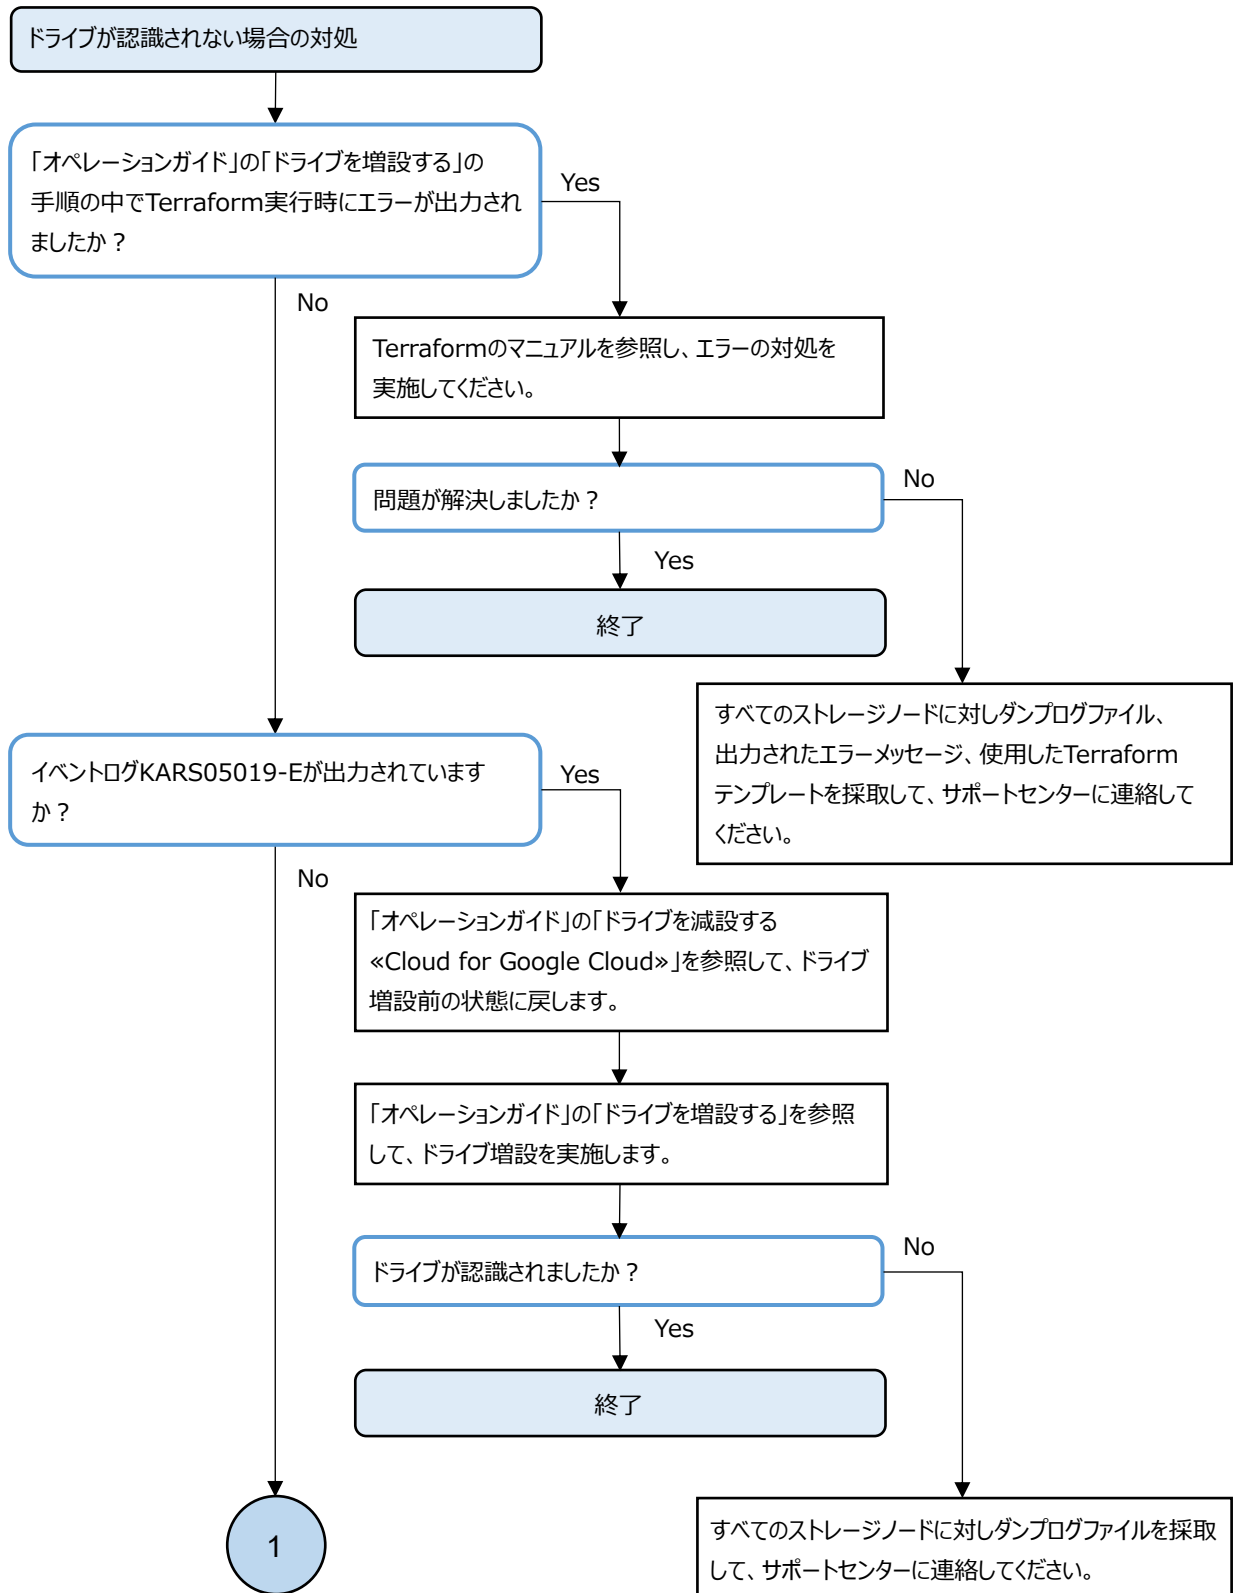 ドライブが認識されない場合の対処
「オペレーションガイド」の「ドライブを増設する」の
手順の中でTerraform実行時にエラーが出力され
ましたか？
Yes
No
Terraformのマニュアルを参照し、エラーの対処を
実施してください。
問題が解決しましたか？
No
Yes
終了
すべてのストレージノードに対しダンプログファイル、
出力されたエラーメッセージ、使用したTerraform
テンプレートを採取して、サポートセンターに連絡して
ください。
イベントログKARS05019-Eが出力されています
か？
Yes
No
「オペレーションガイド」の「ドライブを減設する
«Cloud for Google Cloud»」を参照して、ドライブ
増設前の状態に戻します。
「オペレーションガイド」の「ドライブを増設する」を参照
して、ドライブ増設を実施します。
ドライブが認識されましたか？
No
Yes
終了
1
すべてのストレージノードに対しダンプログファイルを採取
して、サポートセンターに連絡してください。